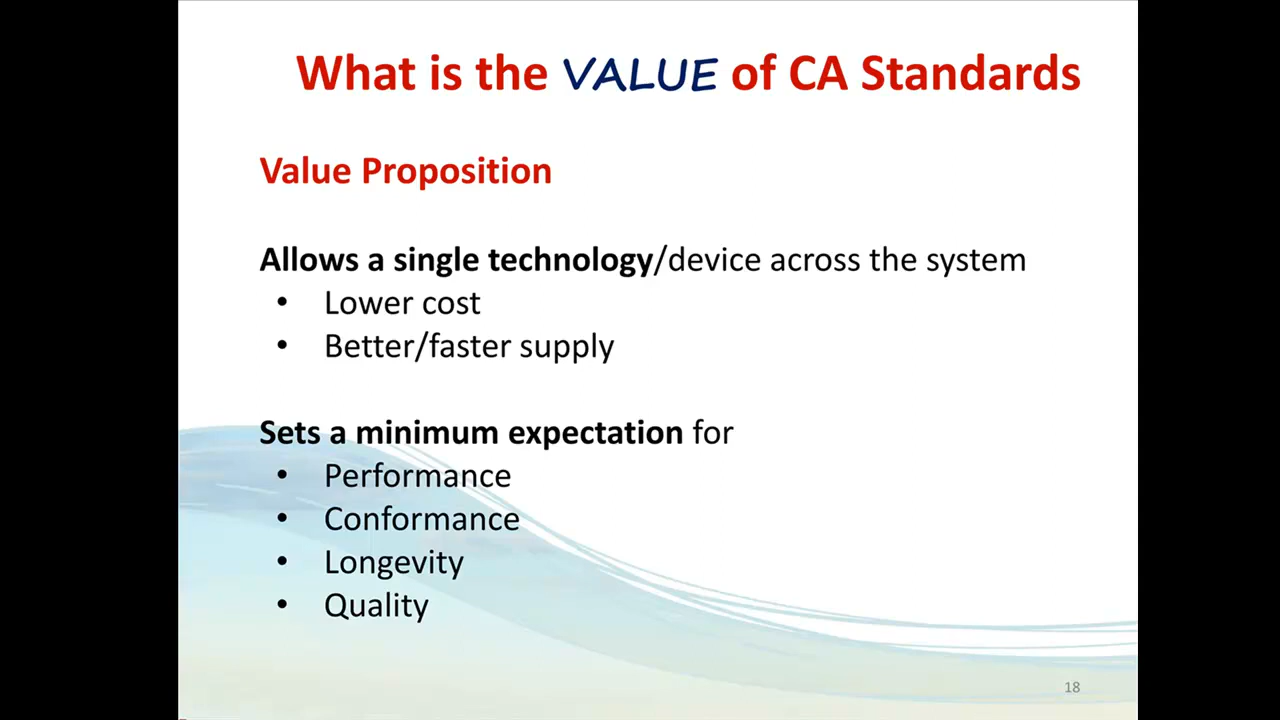 What is the VALUE of CA Standards
Value Proposition
Allows a single technology/device across the system
• Lower cost
• Better/faster supply
Sets a minimum expectation for
• Performance
• Conformance
• Longevity
• Quality
18